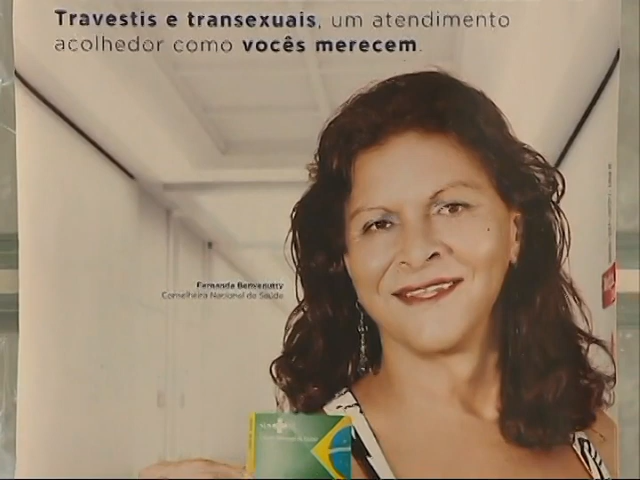 Travestis e transexuais, um atendimento
acolhedor como vocês merecem.
Fernanda Benvenutty
Conselheira Nacional de Saúde